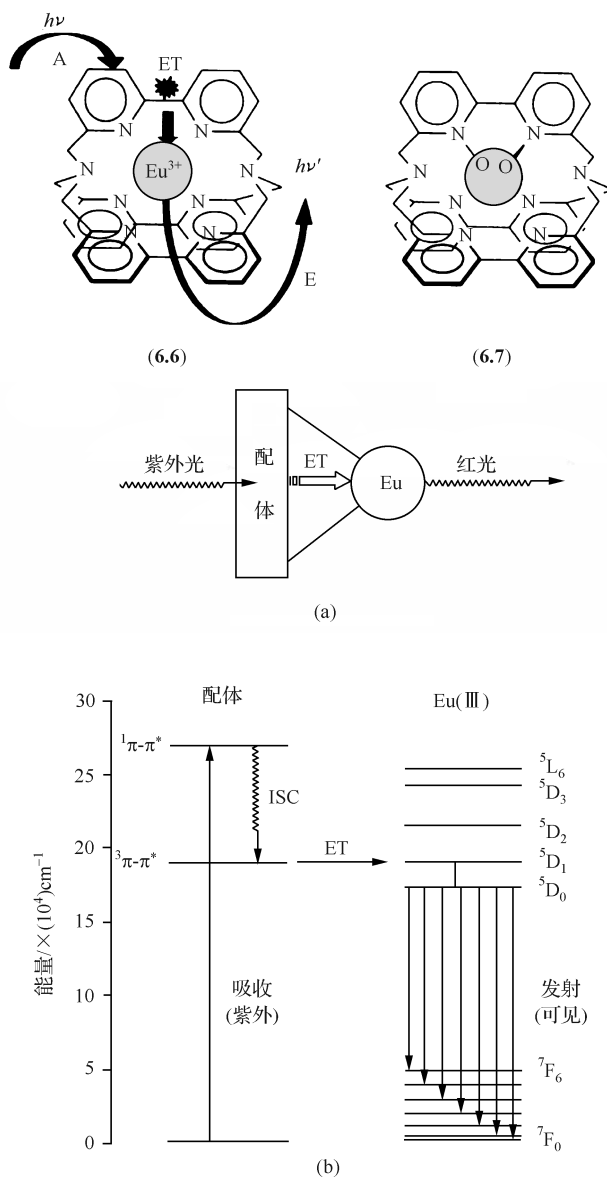 hν
A
ET
N
N
N
Eu³⁺
N
hν′
N
N
N
N
E
(6.6)
N
N
N
O
O
N
N
N
N
N
(6.7)
紫外光
配
体
ET
Eu
红光
(a)
配体
Eu(Ⅲ)
能量/×(10⁴)cm⁻¹
30
25
20
15
10
5
0
¹π-π*
ISC
³π-π*
ET
吸收
(紫外)
⁵L₆
⁵D₃
⁵D₂
⁵D₁
⁵D₀
发射
(可见)
⁷F₆
⁷F₀
(b)